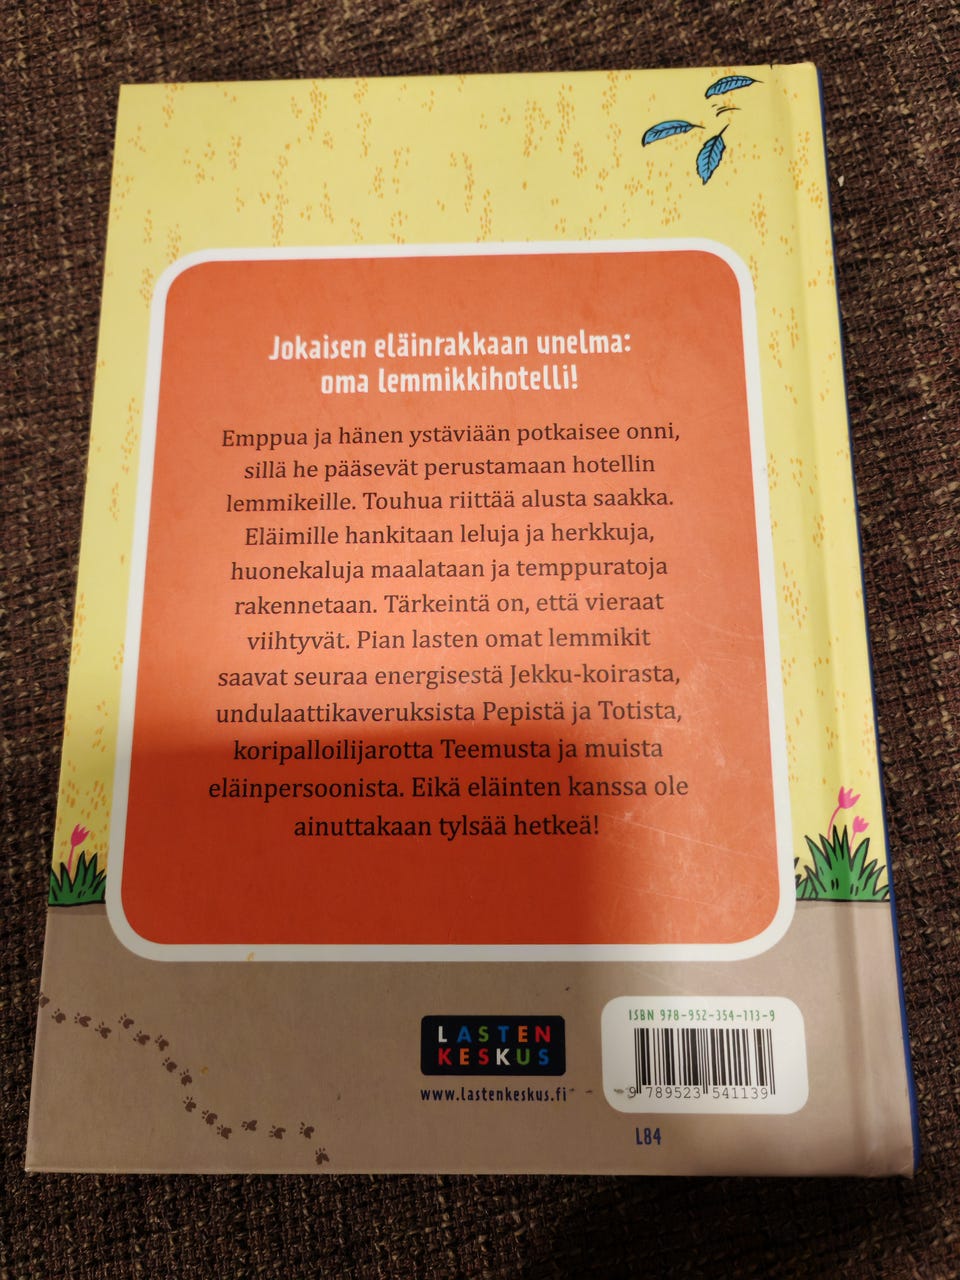 Jokaisen eläinrakkaan unelma:
oma lemmikkihotelli!
Emppua ja hänen ystäviään potkaisee onni,
sillä he pääsevät perustamaan hotellin
lemmikeille. Touhua riittää alusta saakka.
Eläimille hankitaan leluja ja herkkuja,
huonekaluja maalataan ja temppuratoja
rakennetaan. Tärkeintä on, että vieraat
viihtyvät. Pian lasten omat lemmikit
saavat seuraa energisestä Jekku-koirasta,
undulaattikaveruksista Pepistä ja Totista,
koripalloilijarotta Teemusta ja muista
eläinpersoonista. Eikä eläinten kanssa ole
ainuttakaan tylsää hetkeä!
LASTEN
KESKUS
www.lastenkeskus.fi
ISBN 978-952-354-113-9
9 789523 541139
L84